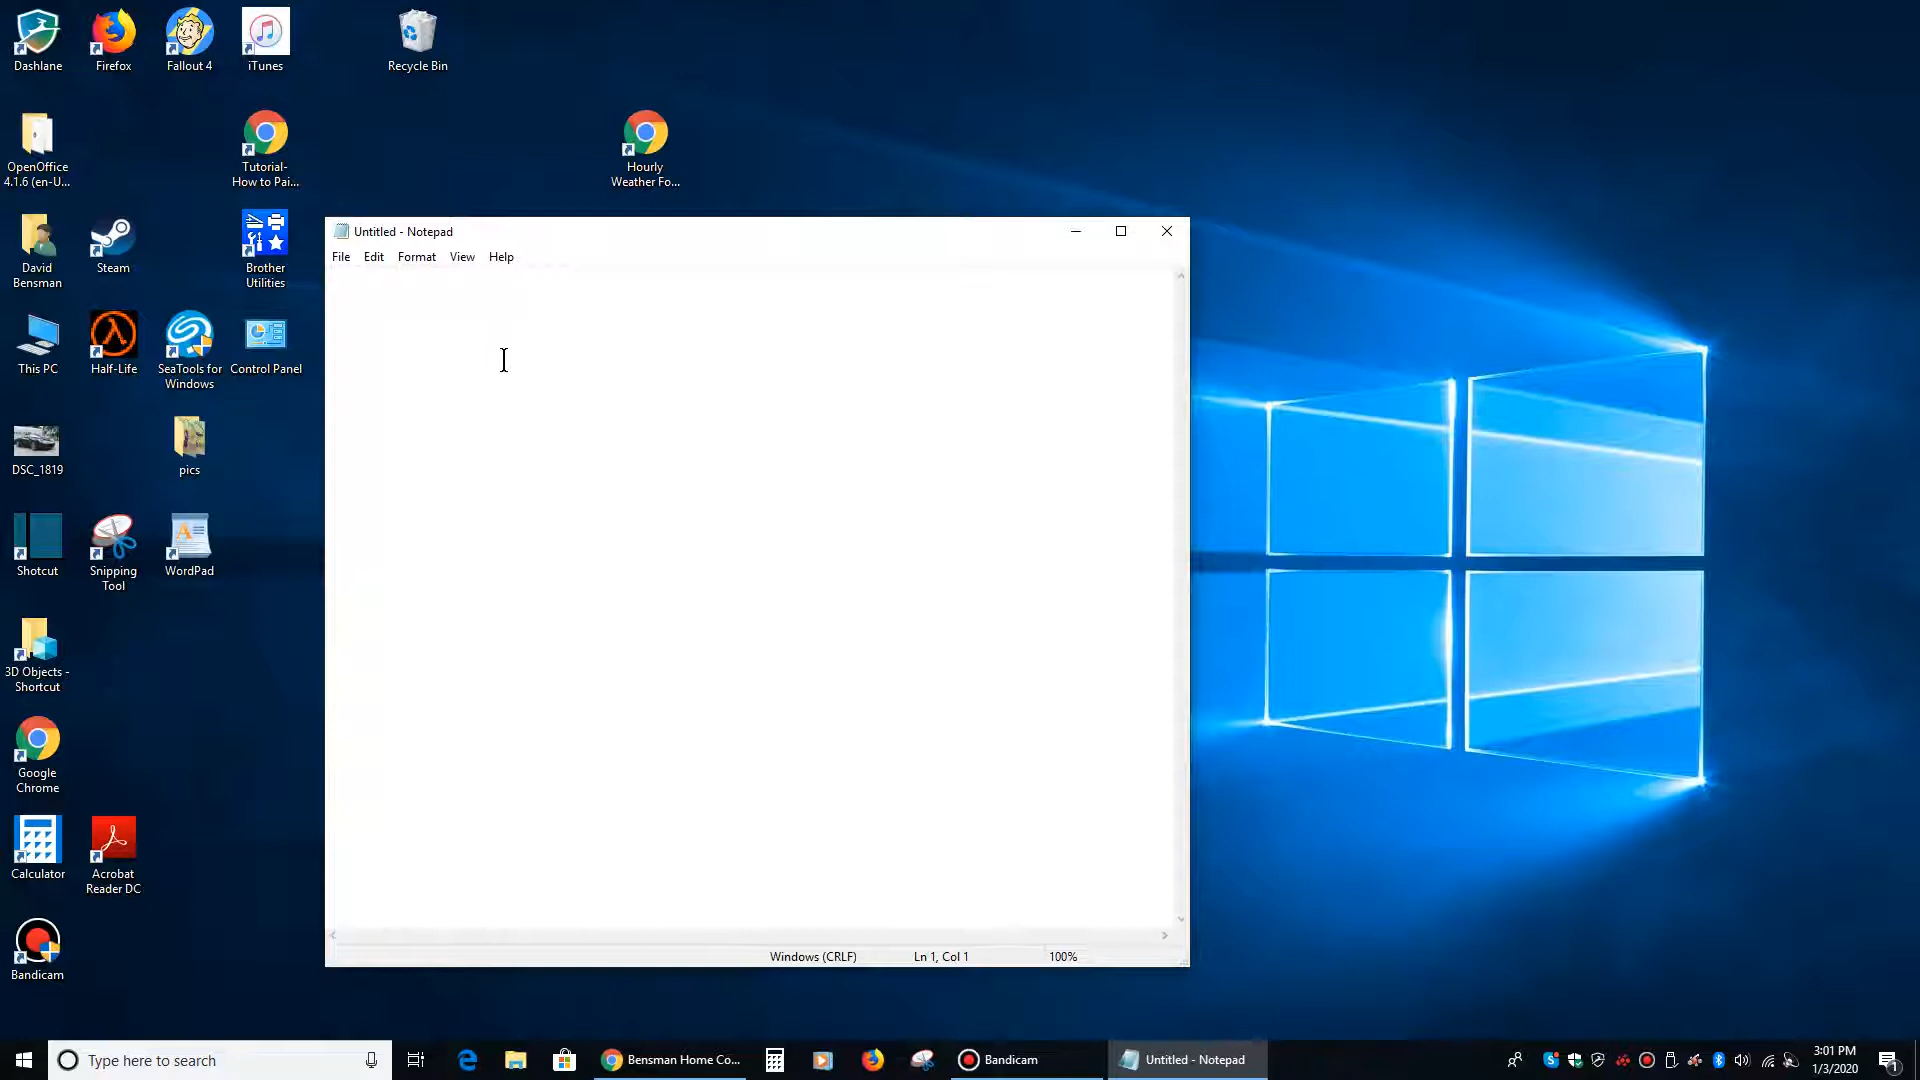 Dashlane
Firefox
Fallout 4
iTunes
Recycle Bin
OpenOffice
4.1.6 (en-U...
Tutorial-
How to Pai...
Hourly
Weather Fo...
David
Bensman
Steam
Brother
Utilities
This PC
Half-Life
SeaTools for
Windows
Control Panel
DSC_1819
pics
Shotcut
Snipping
Tool
WordPad
3D Objects -
Shortcut
Google
Chrome
Calculator
Acrobat
Reader DC
Bandicam
Untitled - Notepad
File Edit Format View Help
Windows (CRLF) Ln 1, Col 1 100%
Type here to search
Bensman Home Co...
Bandicam
Untitled - Notepad
3:01 PM
1/3/2020
1